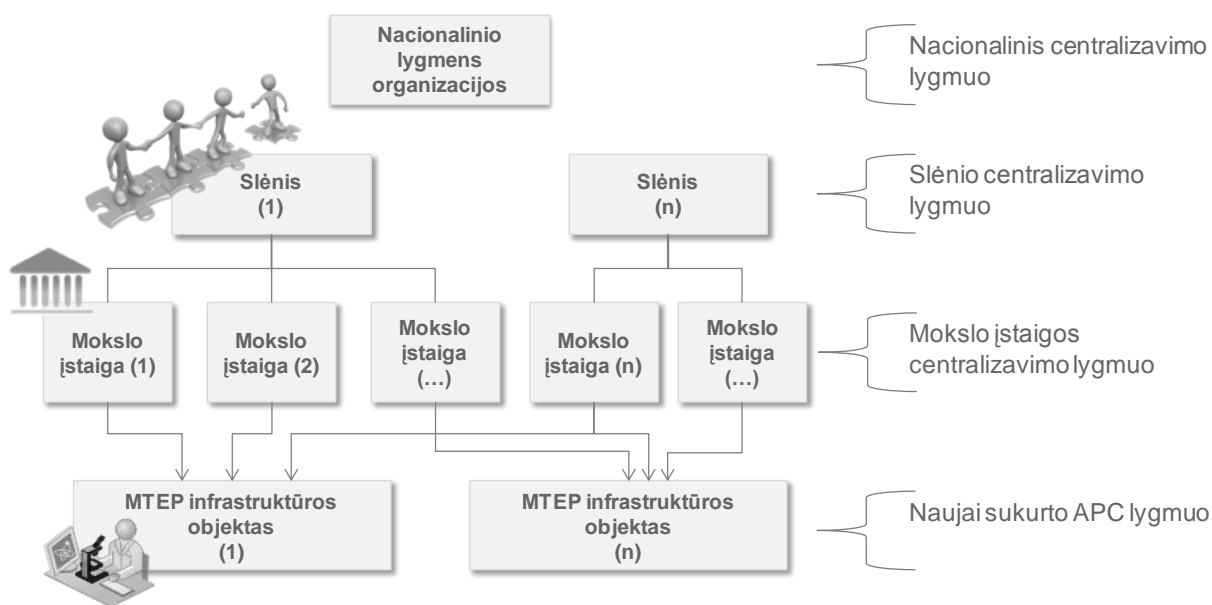 Nacionalinio
lygmens
organizacijos
Nacionalinis centralizavimo
lygmuo
Slėnis
(1)
Slėnis
(n)
Slėnio centralizavimo
lygmuo
Mokslo
įstaiga (1)
Mokslo
įstaiga (2)
Mokslo
įstaiga
(…)
Mokslo
įstaiga (n)
Mokslo
įstaiga
(…)
Mokslo įstaigos
centralizavimo lygmuo
MTEP infrastruktūros
objektas
(1)
MTEP infrastruktūros
objektas
(n)
Naujai sukurto APC lygmuo